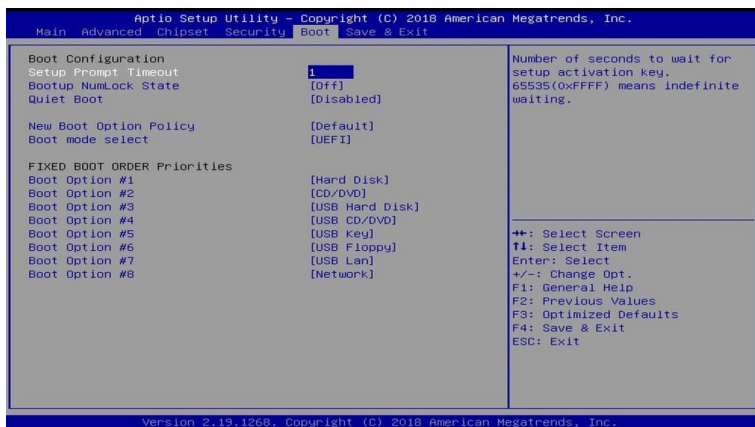 Aptio Setup Utility – Copyright (C) 2018 American Megatrends, Inc.
Main Advanced Chipset Security Boot Save & Exit
Boot Configuration
Setup Prompt Timeout 1
Bootup NumLock State [Off]
Quiet Boot [Disabled]
New Boot Option Policy [Default]
Boot mode select [UEFI]
FIXED BOOT ORDER Priorities
Boot Option #1 [Hard Disk]
Boot Option #2 [CD/DVD]
Boot Option #3 [USB Hard Disk]
Boot Option #4 [USB CD/DVD]
Boot Option #5 [USB Key]
Boot Option #6 [USB Floppy]
Boot Option #7 [USB Lan]
Boot Option #8 [Network]
Number of seconds to wait for
setup activation key.
65535(0xFFFF) means indefinite
waiting.
→←: Select Screen
↑↓: Select Item
Enter: Select
+/-: Change Opt.
F1: General Help
F2: Previous Values
F3: Optimized Defaults
F4: Save & Exit
ESC: Exit
Version 2.19.1268. Copyright (C) 2018 American Megatrends, Inc.